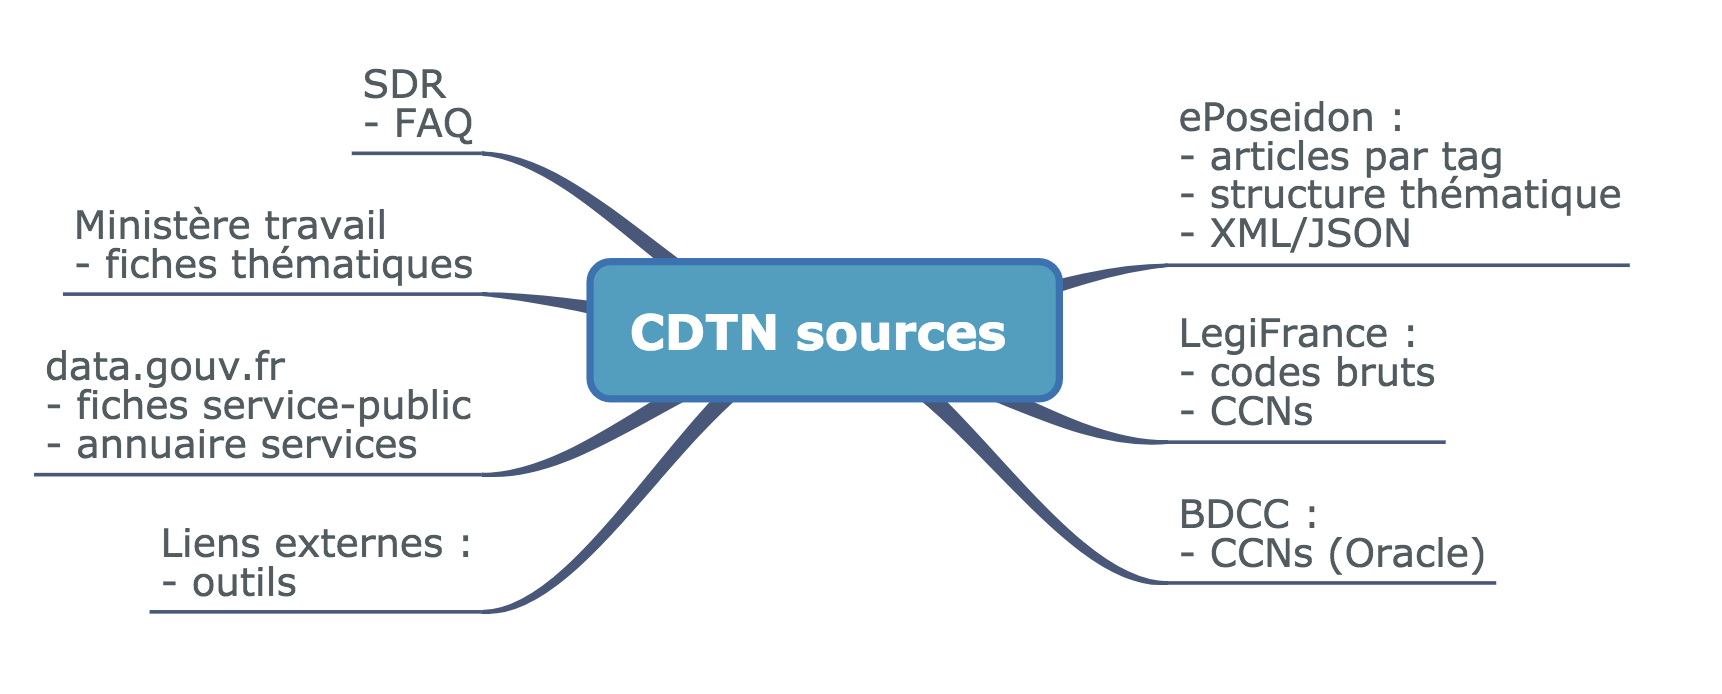 SDR
- FAQ
Ministère travail
- fiches thématiques
data.gouv.fr
- fiches service-public
- annuaire services
Liens externes :
- outils
CDTN sources
ePoseidon :
- articles par tag
- structure thématique
- XML/JSON
LegiFrance :
- codes bruts
- CCNs
BDCC :
- CCNs (Oracle)